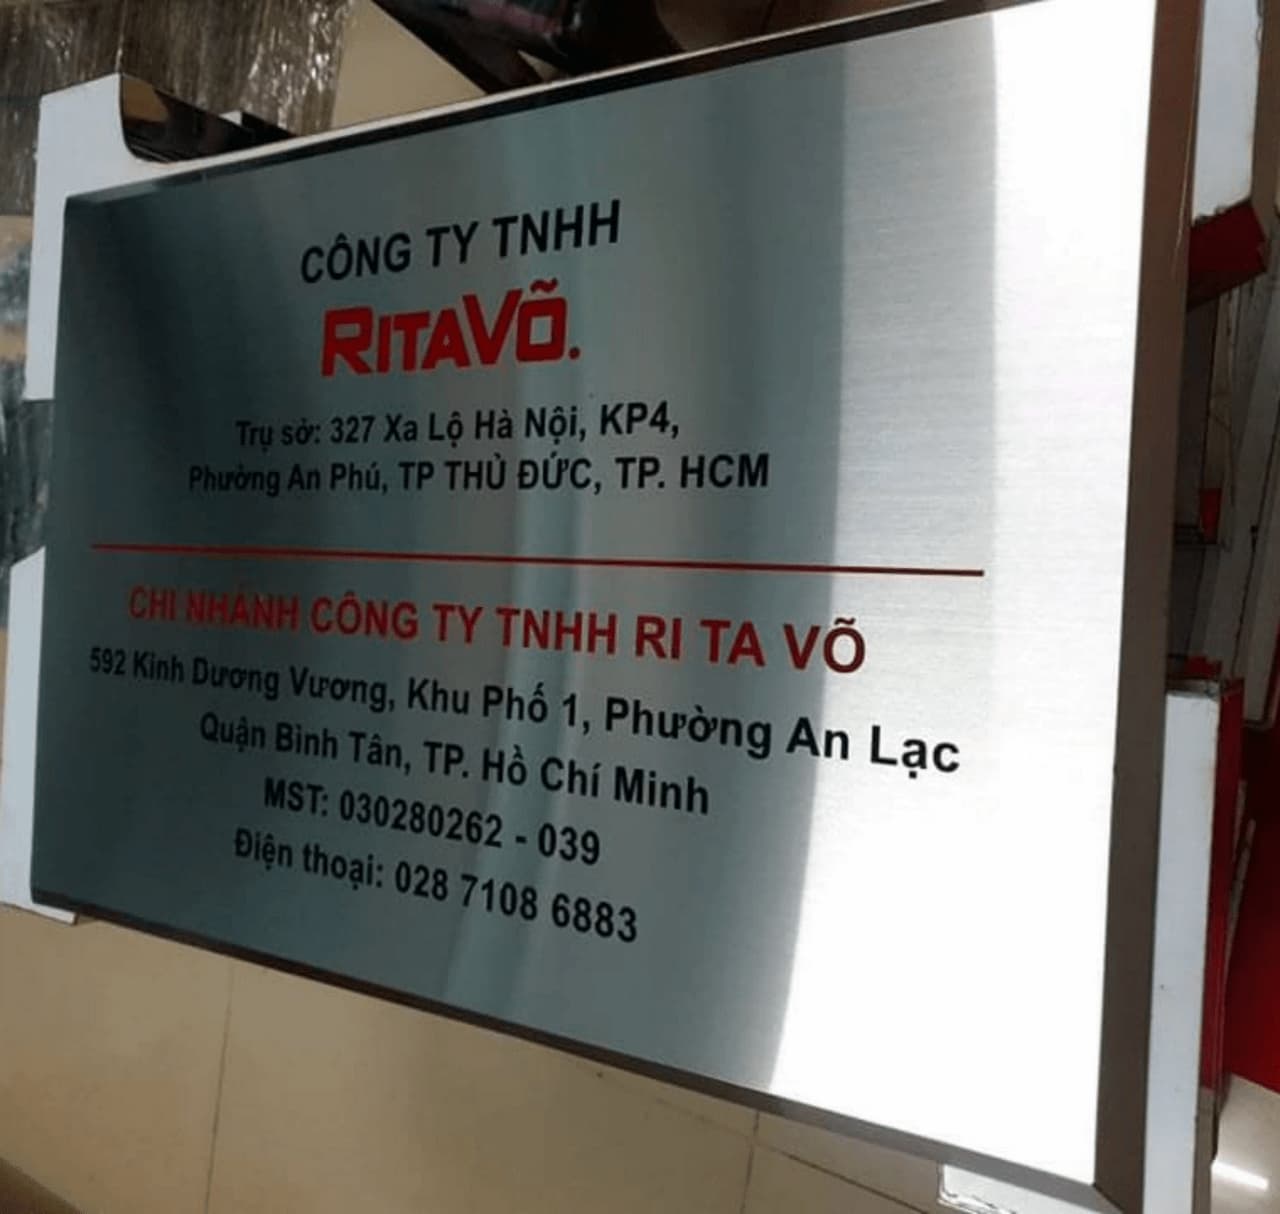 CÔNG TY TNHH
RITAVÕ.
Trụ sở: 327 Xa Lộ Hà Nội, KP4,
Phường An Phú, TP THỦ ĐỨC, TP. HCM
CHI NHÁNH CÔNG TY TNHH RI TA VÕ
592 Kinh Dương Vương, Khu Phố 1, Phường An Lạc
Quận Bình Tân, TP. Hồ Chí Minh
MST: 030280262 - 039
Điện thoại: 028 7108 6883